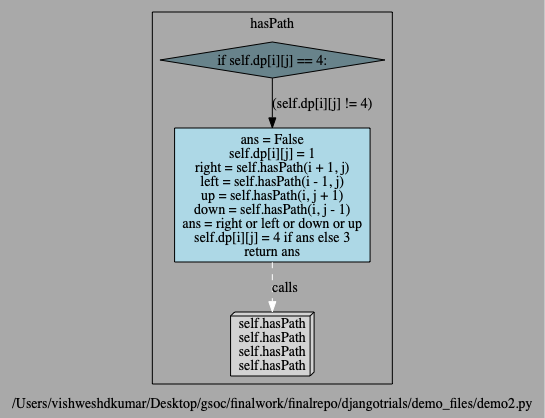 hasPath
if self.dp[i][j] == 4:
(self.dp[i][j] != 4)
ans = False
self.dp[i][j] = 1
right = self.hasPath(i + 1, j)
left = self.hasPath(i - 1, j)
up = self.hasPath(i, j + 1)
down = self.hasPath(i, j - 1)
ans = right or left or down or up
self.dp[i][j] = 4 if ans else 3
return ans
calls
self.hasPath
self.hasPath
self.hasPath
self.hasPath
/Users/vishweshdkumar/Desktop/gsoc/finalwork/finalrepo/djangotrials/demo_files/demo2.py